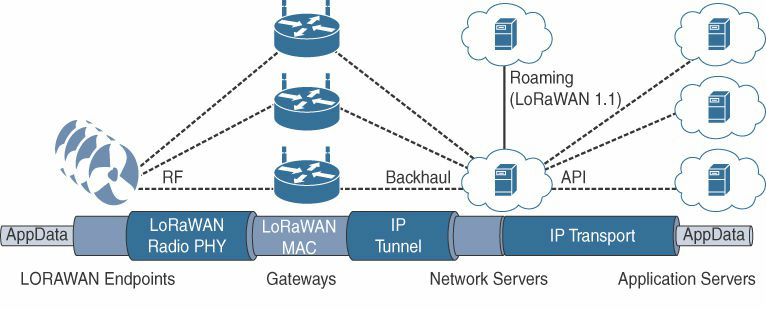 Roaming
(LoRaWAN 1.1)
RF
Backhaul
API
AppData
LoRaWAN
Radio PHY
LoRaWAN
MAC
IP
Tunnel
IP Transport
AppData
LORAWAN Endpoints
Gateways
Network Servers
Application Servers